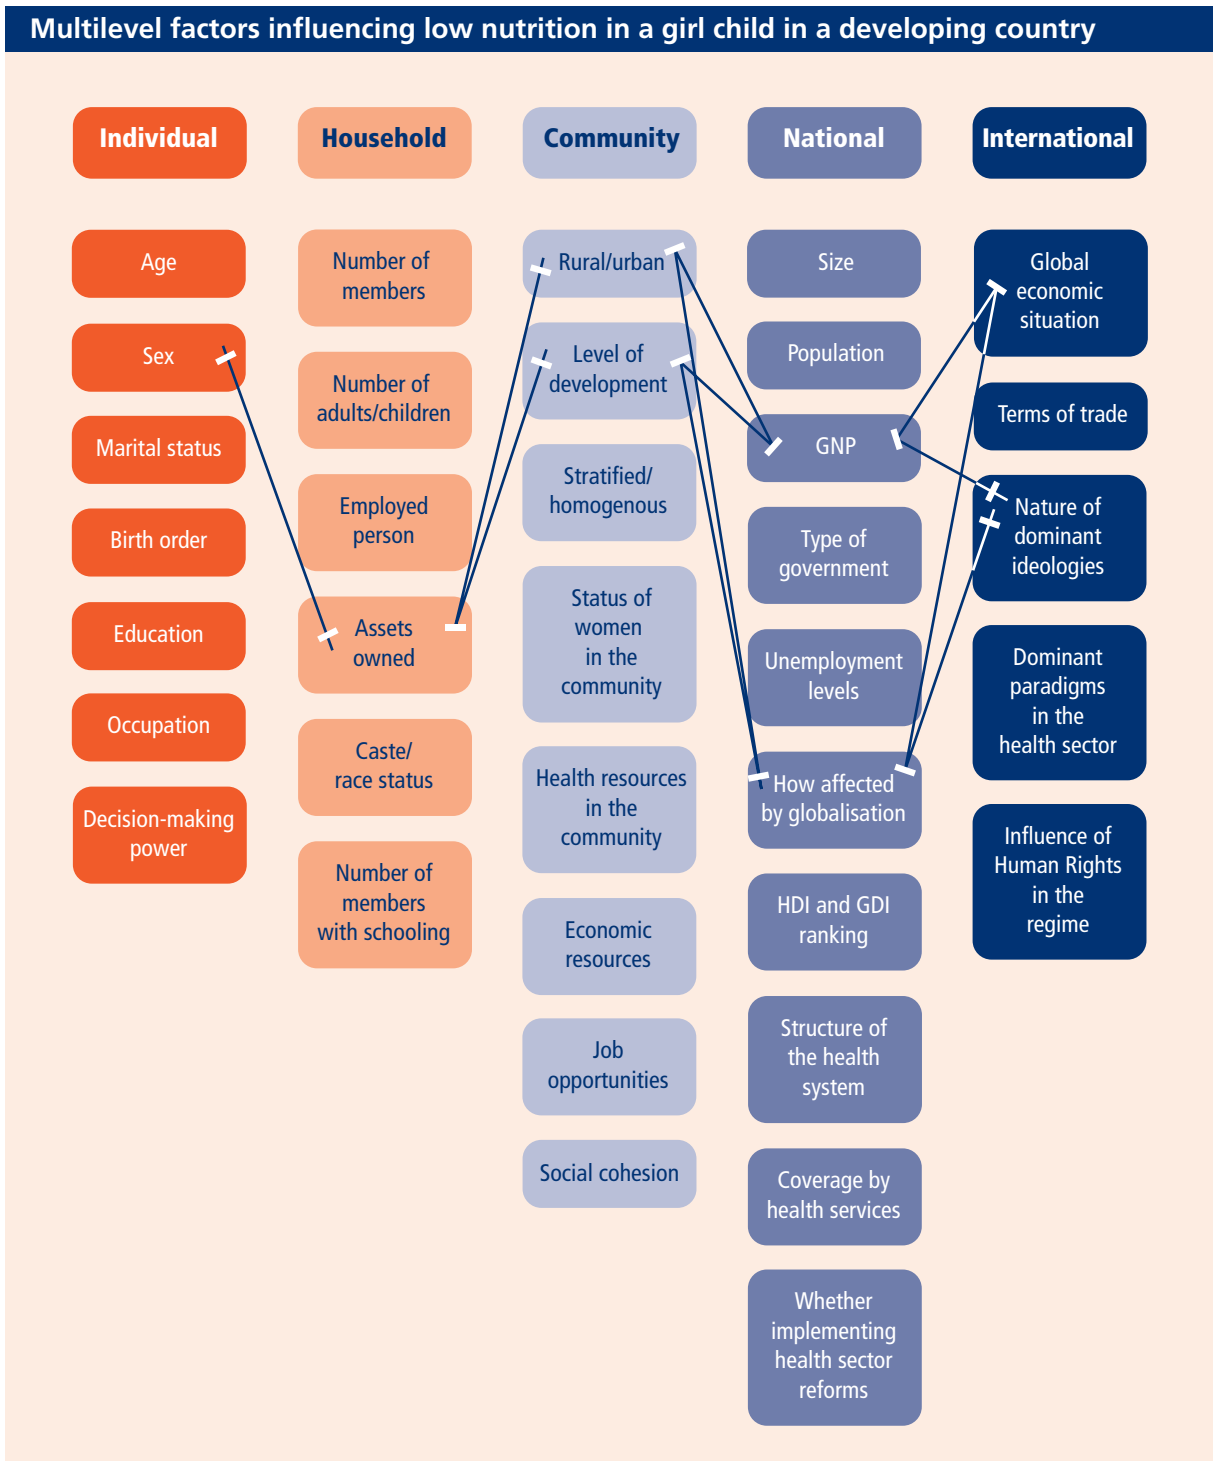 Multilevel factors influencing low nutrition in a girl child in a developing country
Individual
Household
Community
National
International
Age
Sex
Marital status
Birth order
Education
Occupation
Decision-making
power
Number of
members
Number of
adults/children
Employed
person
Assets
owned
Caste/
race status
Number of
members
with schooling
Rural/urban
Level of
development
Stratified/
homogenous
Status of
women
in the
community
Health resources
in the
community
Economic
resources
Job
opportunities
Social cohesion
Size
Population
GNP
Type of
government
Unemployment
levels
How affected
by globalisation
HDI and GDI
ranking
Structure of
the health
system
Coverage by
health services
Whether
implementing
health sector
reforms
Global
economic
situation
Terms of trade
Nature of
dominant
ideologies
Dominant
paradigms
in the
health sector
Influence of
Human Rights
in the
regime